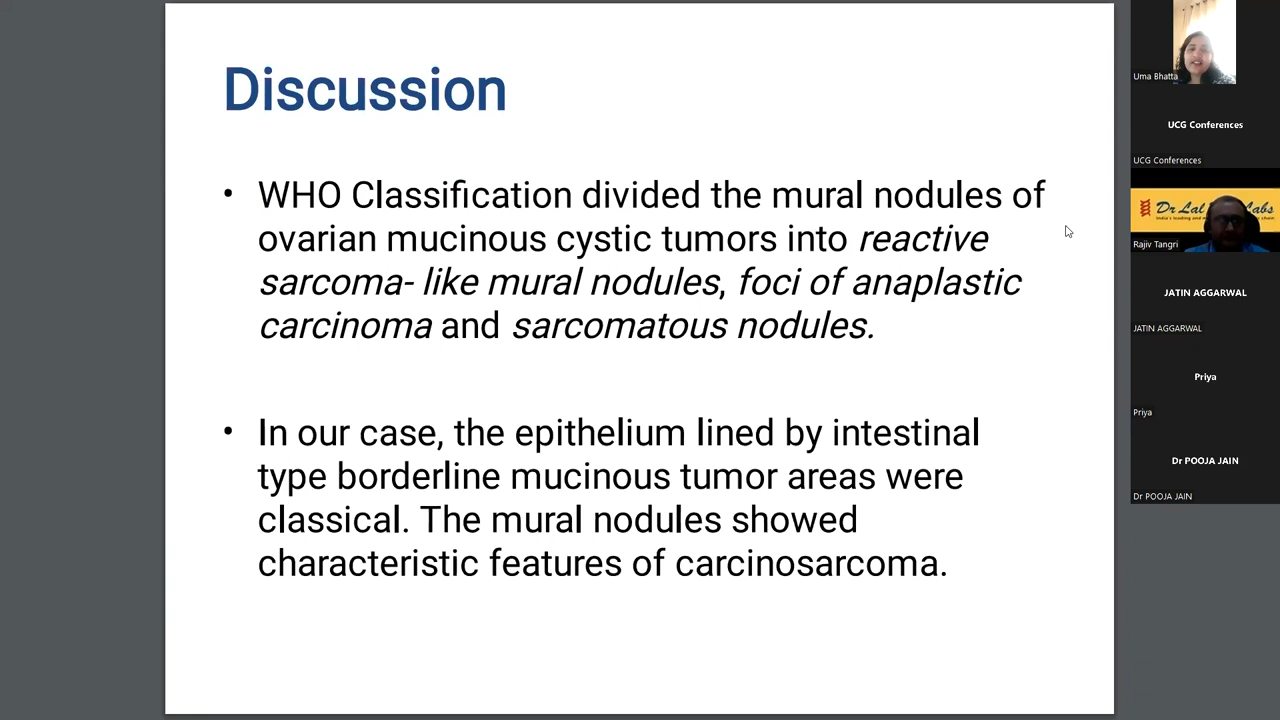 Discussion
• WHO Classification divided the mural nodules of
ovarian mucinous cystic tumors into reactive
sarcoma- like mural nodules, foci of anaplastic
carcinoma and sarcomatous nodules.
• In our case, the epithelium lined by intestinal
type borderline mucinous tumor areas were
classical. The mural nodules showed
characteristic features of carcinosarcoma.
Uma Bhatta
UCG Conferences
UCG Conferences
Dr Lal
Labs
Rajiv Tangri
JATIN AGGARWAL
JATIN AGGARWAL
Priya
Priya
Dr POOJA JAIN
Dr POOJA JAIN